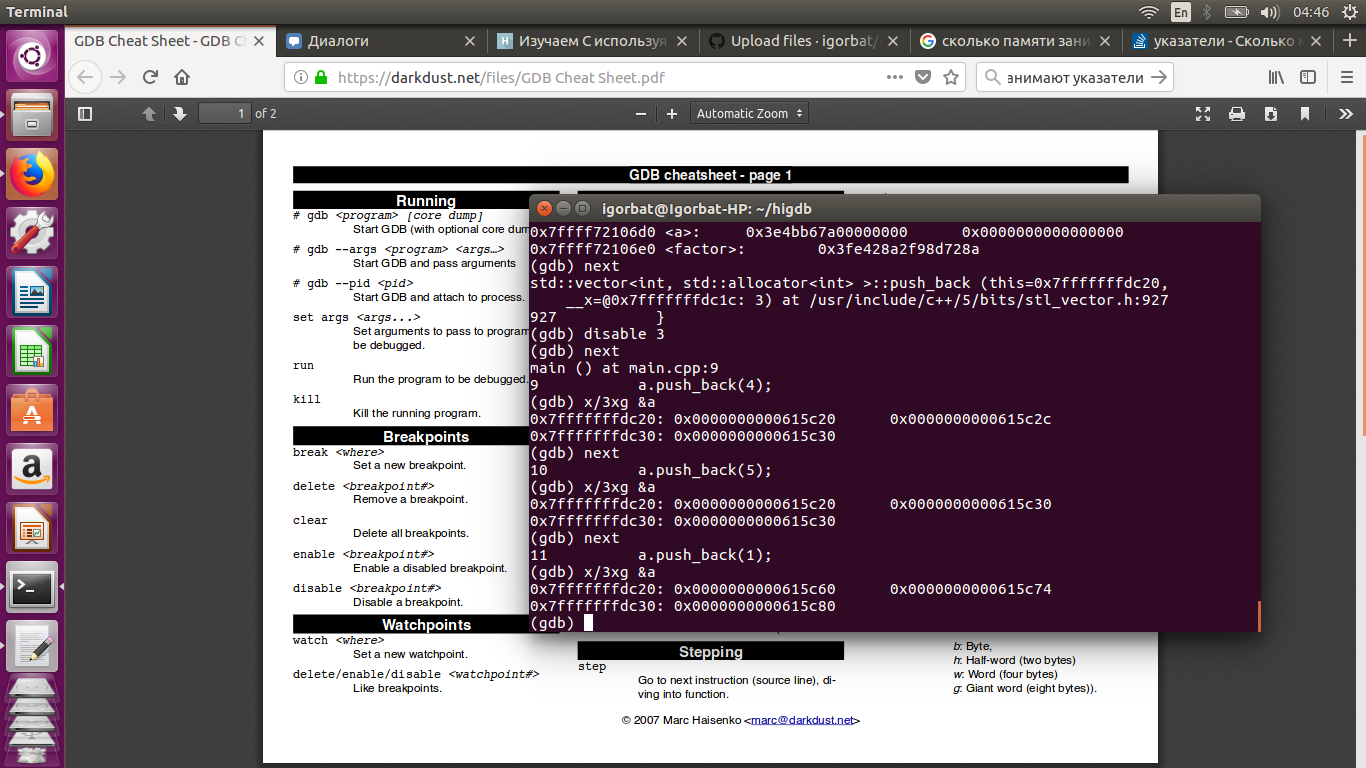 Terminal
En
04:46
GDB Cheat Sheet - GDB C
Диалоги
Изучаем C используя
Upload files · igorbat/
сколько памяти зани
указатели - Сколько
https://darkdust.net/files/GDB Cheat Sheet.pdf
анимают указатели
1 of 2
Automatic Zoom
GDB cheatsheet - page 1
Running
# gdb <program> [core dump]
Start GDB (with optional core dum
# gdb --args <program> <args…>
Start GDB and pass arguments
# gdb --pid <pid>
Start GDB and attach to process.
set args <args...>
Set arguments to pass to program
be debugged.
run
Run the program to be debugged.
kill
Kill the running program.
Breakpoints
break <where>
Set a new breakpoint.
delete <breakpoint#>
Remove a breakpoint.
clear
Delete all breakpoints.
enable <breakpoint#>
Enable a disabled breakpoint.
disable <breakpoint#>
Disable a breakpoint.
Watchpoints
watch <where>
Set a new watchpoint.
delete/enable/disable <watchpoint#>
Like breakpoints.
igorbat@Igorbat-HP: ~/higdb
0x7ffff72106d0 <a>: 0x3e4bb67a00000000 0x0000000000000000
0x7ffff72106e0 <factor>: 0x3fe428a2f98d728a
(gdb) next
std::vector<int, std::allocator<int> >::push_back (this=0x7fffffffdc20,
__x=@0x7fffffffdc1c: 3) at /usr/include/c++/5/bits/stl_vector.h:927
927 }
(gdb) disable 3
(gdb) next
main () at main.cpp:9
9 a.push_back(4);
(gdb) x/3xg &a
0x7fffffffdc20: 0x0000000000615c20 0x0000000000615c2c
0x7fffffffdc30: 0x0000000000615c30
(gdb) next
10 a.push_back(5);
(gdb) x/3xg &a
0x7fffffffdc20: 0x0000000000615c20 0x0000000000615c30
0x7fffffffdc30: 0x0000000000615c30
(gdb) next
11 a.push_back(1);
(gdb) x/3xg &a
0x7fffffffdc20: 0x0000000000615c60 0x0000000000615c74
0x7fffffffdc30: 0x0000000000615c80
(gdb)
Stepping
step
Go to next instruction (source line), di-
ving into function.
b: Byte,
h: Half-word (two bytes)
w: Word (four bytes)
g: Giant word (eight bytes)).
© 2007 Marc Haisenko <marc@darkdust.net>